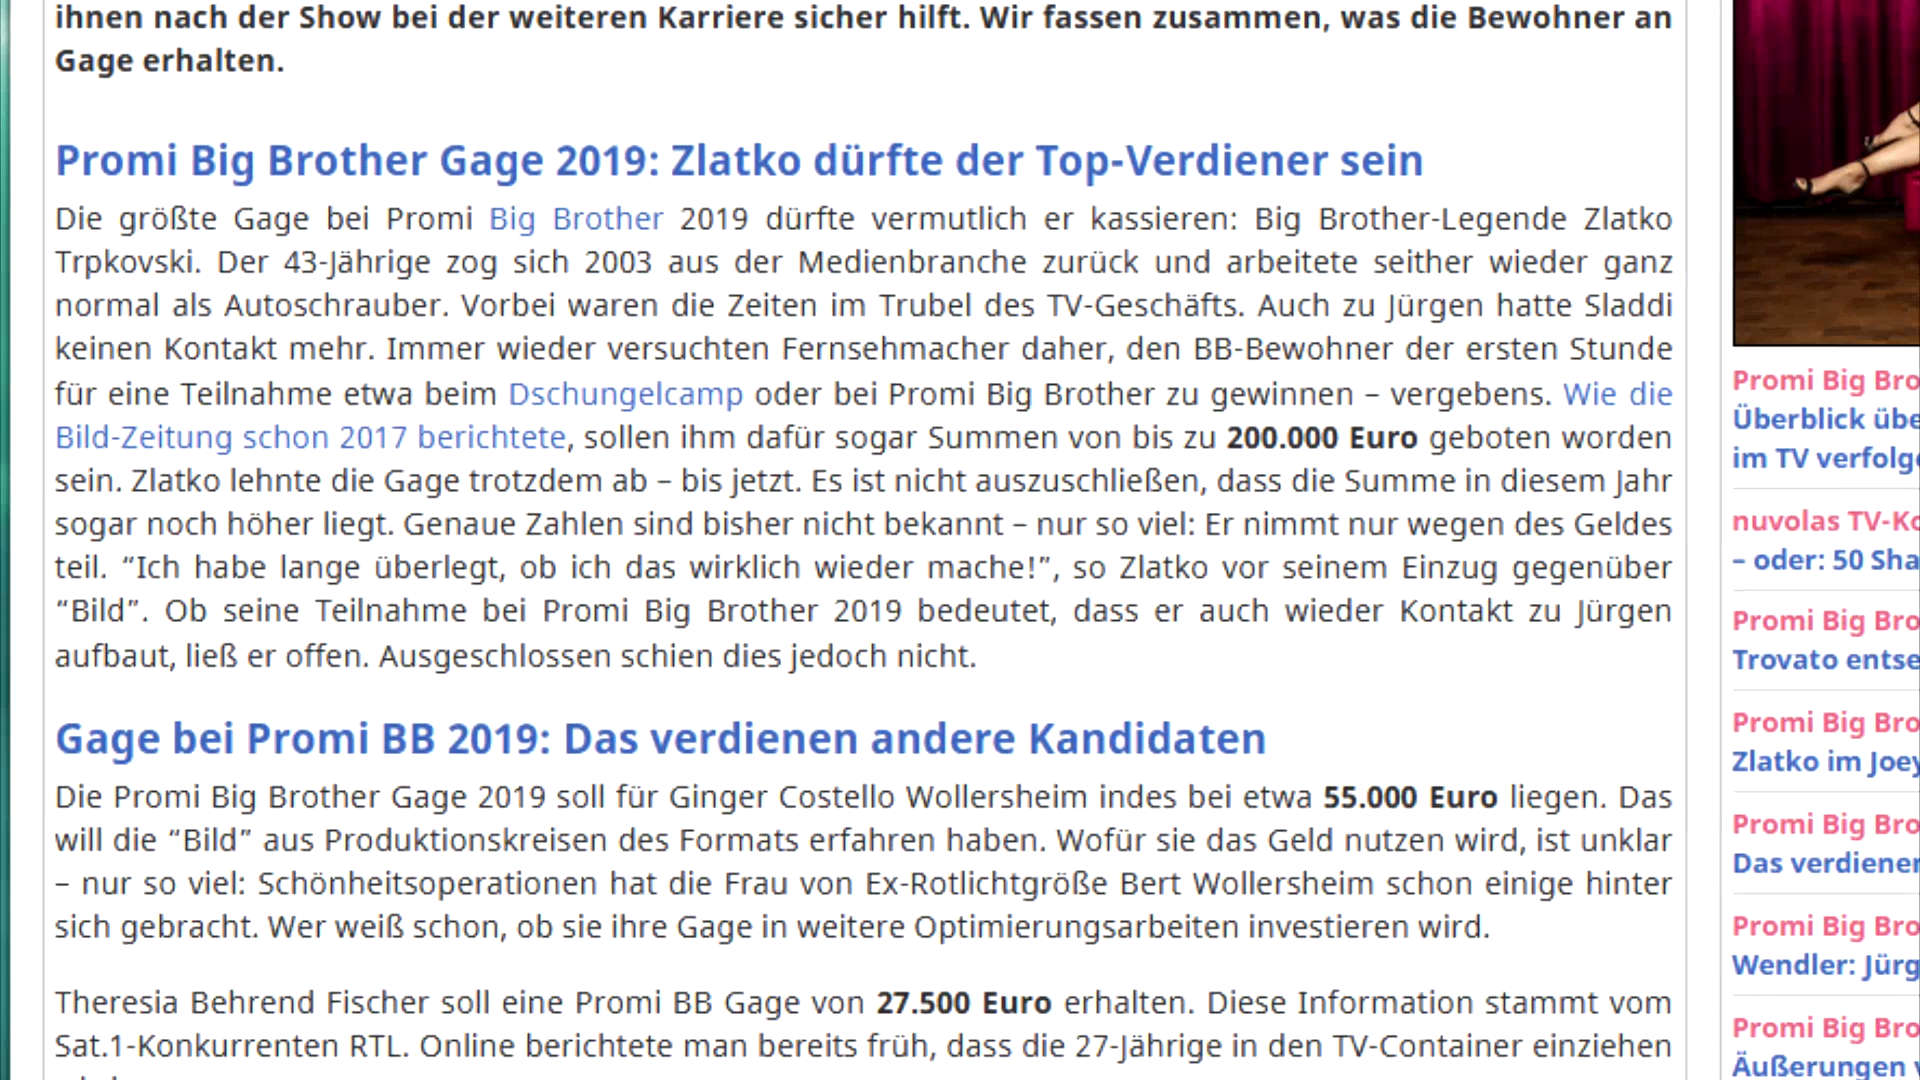 ihnen nach der Show bei der weiteren Karriere sicher hilft. Wir fassen zusammen, was die Bewohner an
Gage erhalten.
Promi Big Brother Gage 2019: Zlatko dürfte der Top-Verdiener sein
Die größte Gage bei Promi Big Brother 2019 dürfte vermutlich er kassieren: Big Brother-Legende Zlatko
Trpkovski. Der 43-Jährige zog sich 2003 aus der Medienbranche zurück und arbeitete seither wieder ganz
normal als Autoschrauber. Vorbei waren die Zeiten im Trubel des TV-Geschäfts. Auch zu Jürgen hatte Sladdi
keinen Kontakt mehr. Immer wieder versuchten Fernsehmacher daher, den BB-Bewohner der ersten Stunde
für eine Teilnahme etwa beim Dschungelcamp oder bei Promi Big Brother zu gewinnen – vergebens. Wie die
Bild-Zeitung schon 2017 berichtete, sollen ihm dafür sogar Summen von bis zu 200.000 Euro geboten worden
sein. Zlatko lehnte die Gage trotzdem ab – bis jetzt. Es ist nicht auszuschließen, dass die Summe in diesem Jahr
sogar noch höher liegt. Genaue Zahlen sind bisher nicht bekannt – nur so viel: Er nimmt nur wegen des Geldes
teil. “Ich habe lange überlegt, ob ich das wirklich wieder mache!”, so Zlatko vor seinem Einzug gegenüber
“Bild”. Ob seine Teilnahme bei Promi Big Brother 2019 bedeutet, dass er auch wieder Kontakt zu Jürgen
aufbaut, ließ er offen. Ausgeschlossen schien dies jedoch nicht.
Gage bei Promi BB 2019: Das verdienen andere Kandidaten
Die Promi Big Brother Gage 2019 soll für Ginger Costello Wollersheim indes bei etwa 55.000 Euro liegen. Das
will die “Bild” aus Produktionskreisen des Formats erfahren haben. Wofür sie das Geld nutzen wird, ist unklar
– nur so viel: Schönheitsoperationen hat die Frau von Ex-Rotlichtgröße Bert Wollersheim schon einige hinter
sich gebracht. Wer weiß schon, ob sie ihre Gage in weitere Optimierungsarbeiten investieren wird.
Theresia Behrend Fischer soll eine Promi BB Gage von 27.500 Euro erhalten. Diese Information stammt vom
Sat.1-Konkurrenten RTL. Online berichtete man bereits früh, dass die 27-Jährige in den TV-Container einziehen
Promi Big Bro
Überblick übe
im TV verfolge
nuvolas TV-Ko
– oder: 50 Sha
Promi Big Bro
Trovato entse
Promi Big Bro
Zlatko im Joey
Promi Big Bro
Das verdienen
Promi Big Bro
Wendler: Jürg
Promi Big Bro
Äußerungen v